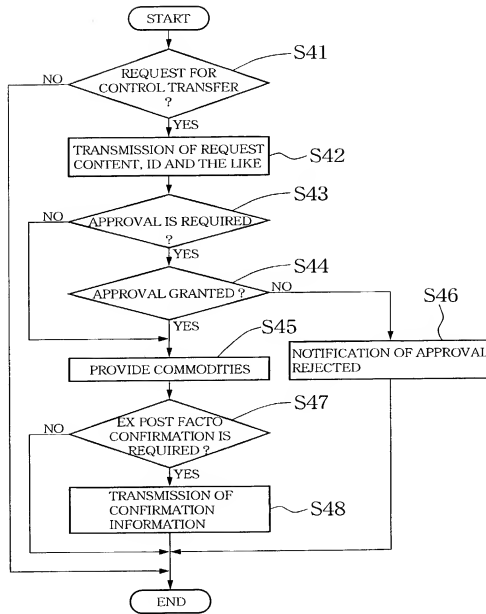 START
S41
NO
REQUEST FOR
CONTROL TRANSFER
?
YES
TRANSMISSION OF REQUEST
CONTENT, ID AND THE LIKE
S42
S43
NO
APPROVAL IS REQUIRED
?
YES
S44
APPROVAL GRANTED ?
NO
YES
S45
S46
PROVIDE COMMODITIES
NOTIFICATION OF APPROVAL
REJECTED
S47
EX POST FACTO
CONFIRMATION IS
REQUIRED ?
NO
YES
TRANSMISSION OF
CONFIRMATION
INFORMATION
S48
END